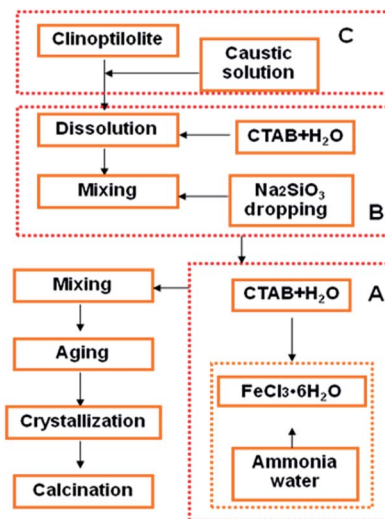 Clinoptilolite
C
Caustic
solution
Dissolution
CTAB+H₂O
Mixing
Na₂SiO₃
dropping
B
Mixing
CTAB+H₂O
A
Aging
FeCl₃•6H₂O
Crystallization
Ammonia
water
Calcination